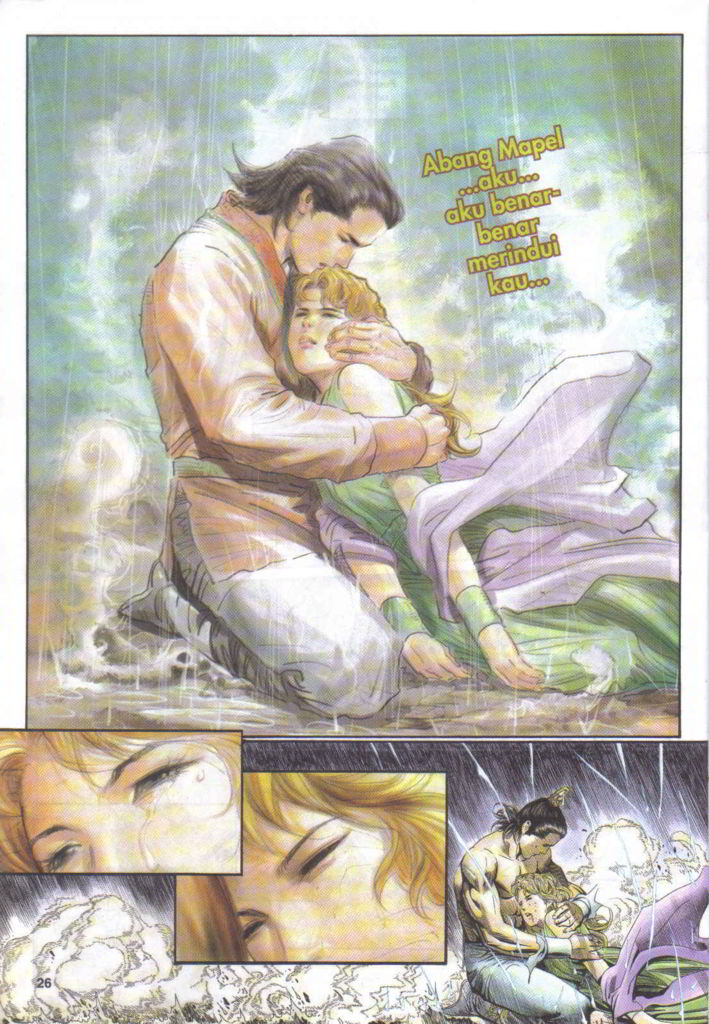 Abang Mapel
...aku...
aku benar-
benar
merindui
kau...
26